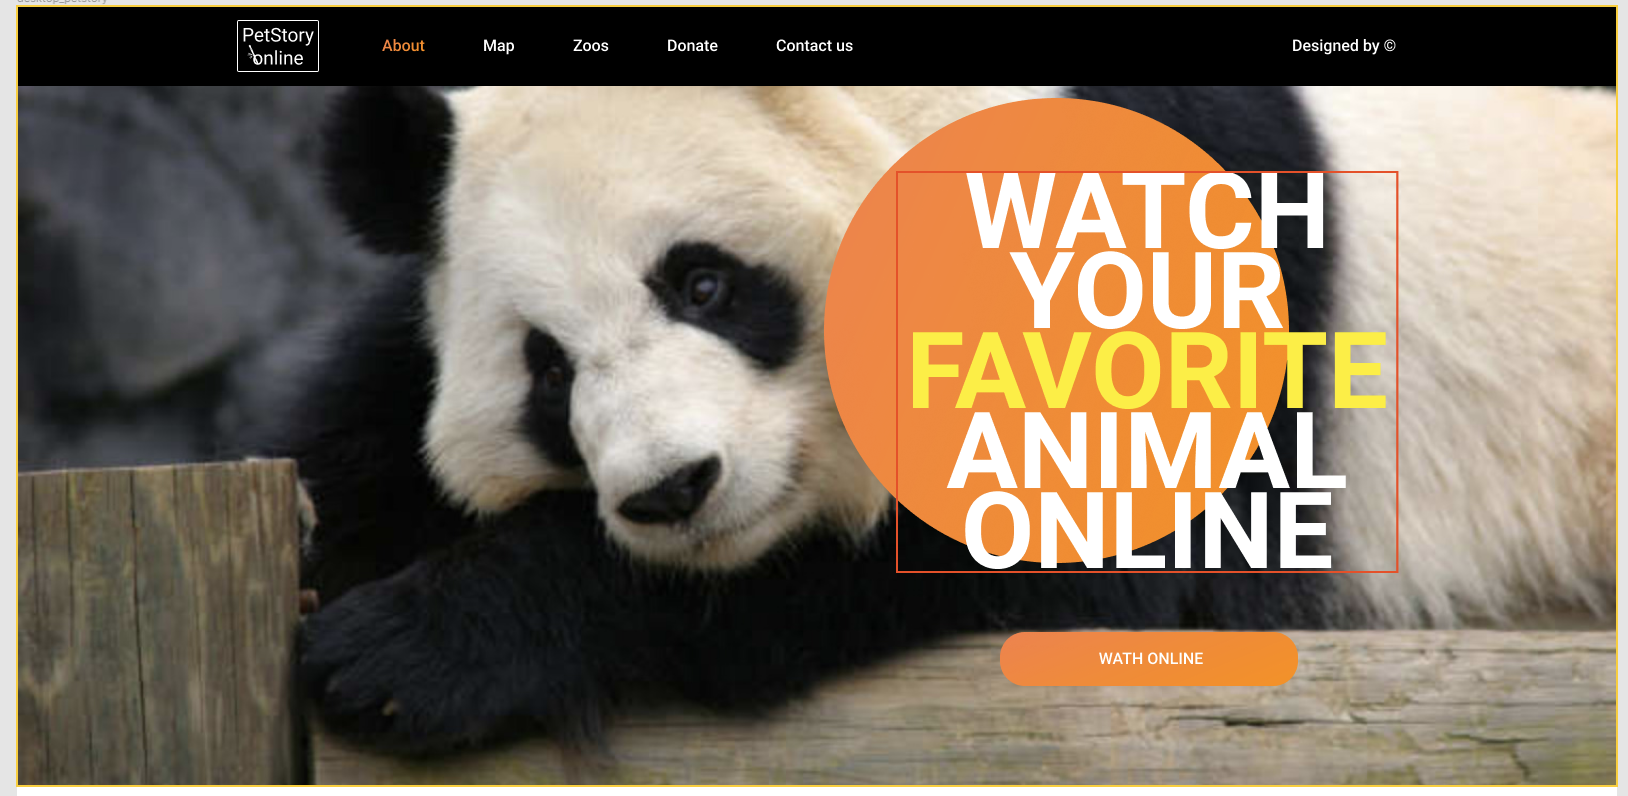 desktop_petstory
PetStory
online
About
Map
Zoos
Donate
Contact us
Designed by ©
WATCH
YOUR
FAVORITE
ANIMAL
ONLINE
WATH ONLINE